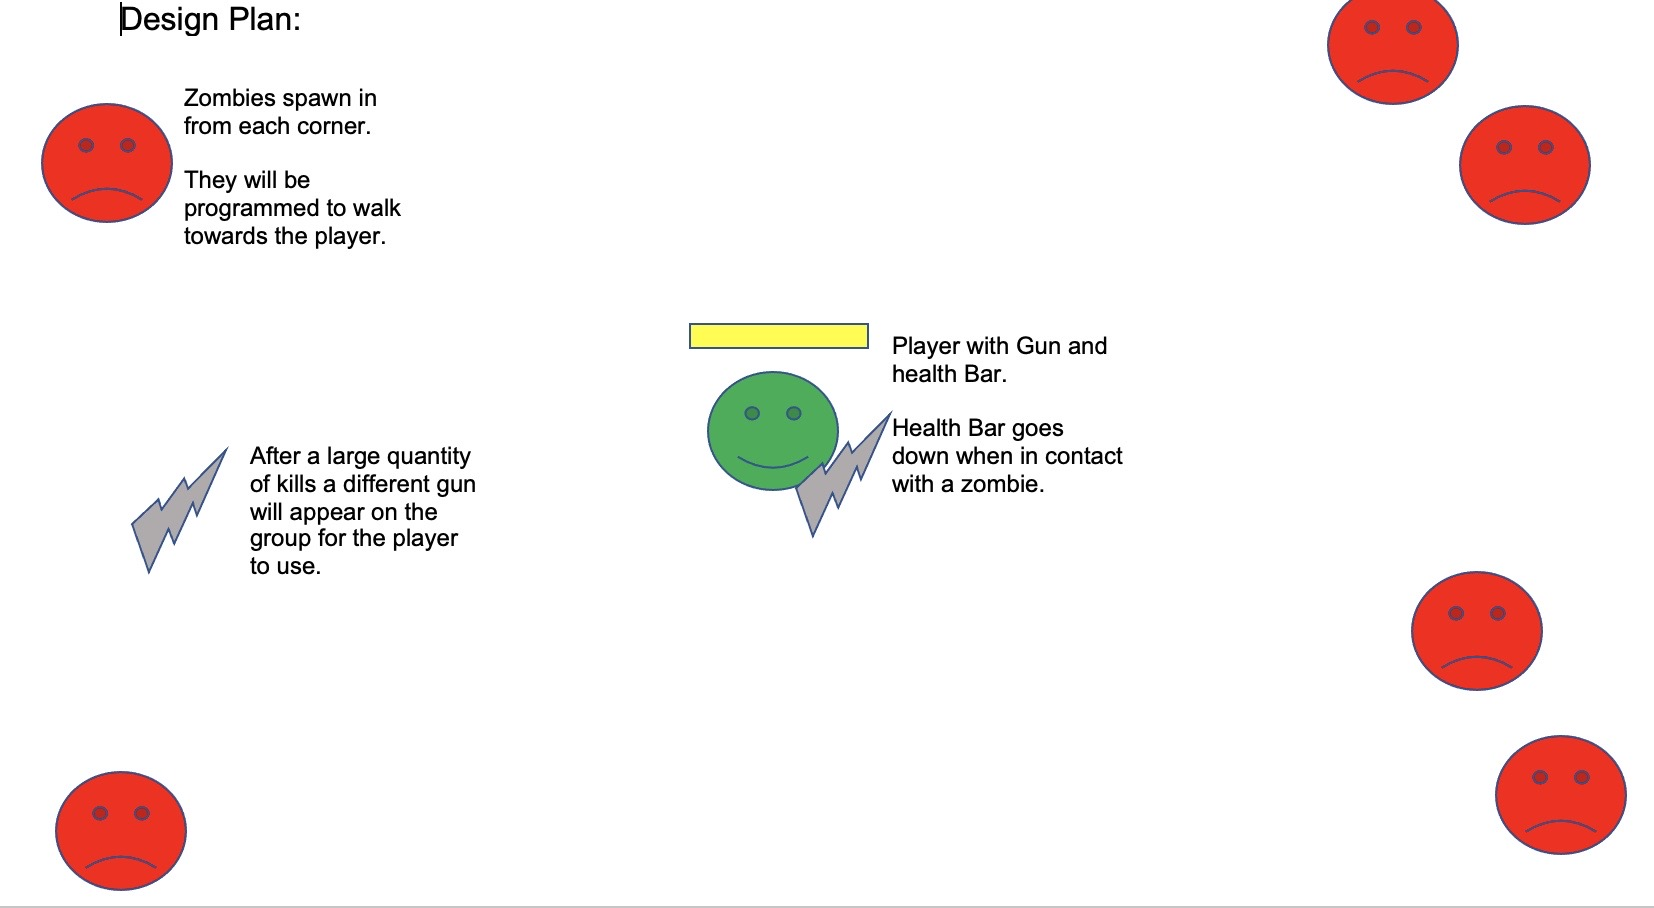 Design Plan:
Zombies spawn in
from each corner.
They will be
programmed to walk
towards the player.
Player with Gun and
health Bar.
Health Bar goes
down when in contact
with a zombie.
After a large quantity
of kills a different gun
will appear on the
group for the player
to use.